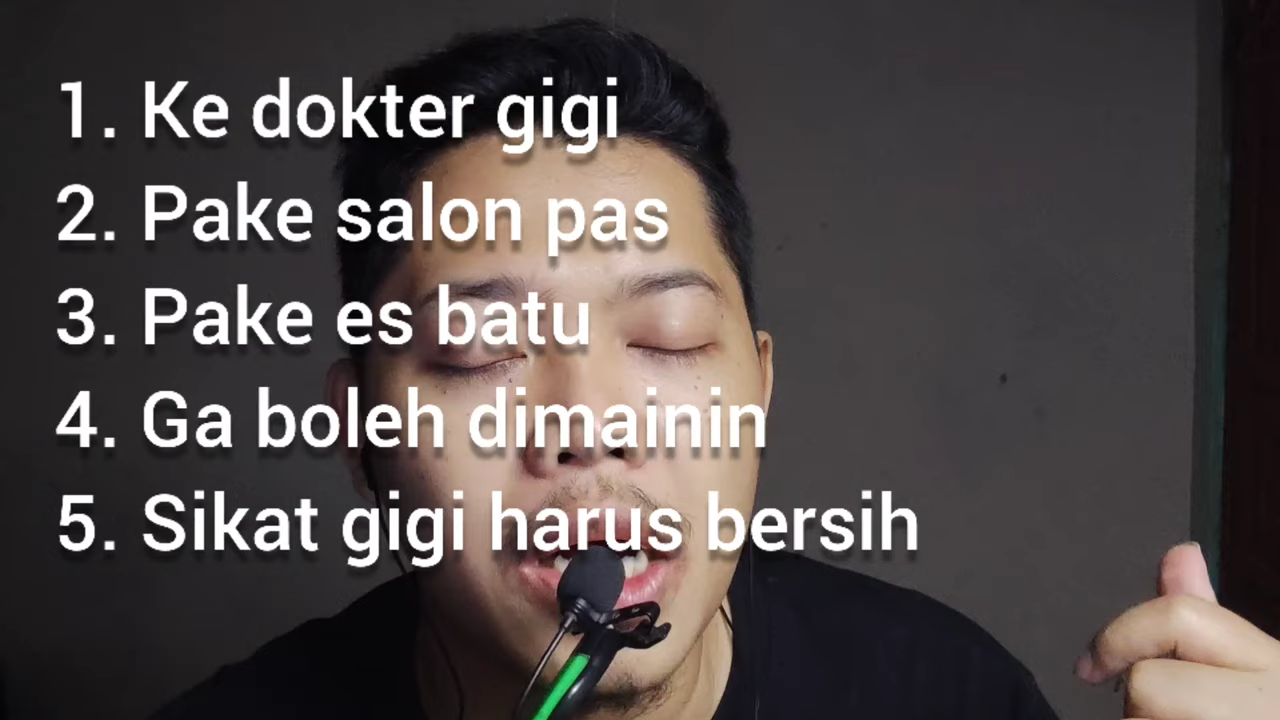 1. Ke dokter gigi
2. Pake salon pas
3. Pake es batu
4. Ga boleh dimainin
5. Sikat gigi harus bersih